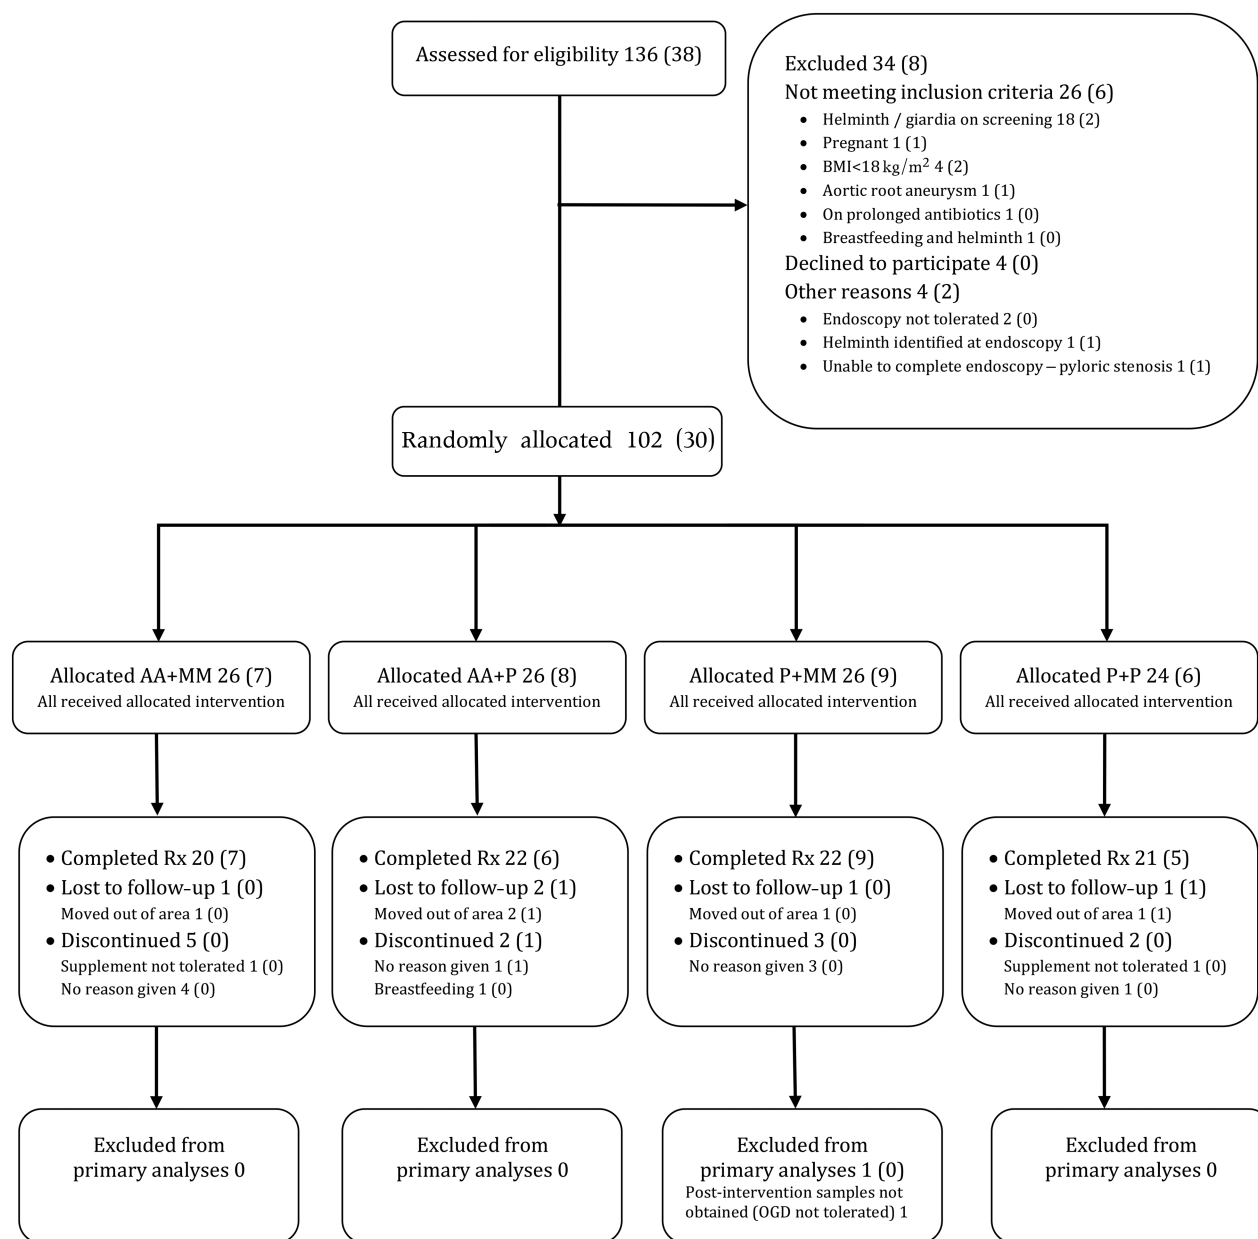 Assessed for eligibility 136 (38)
Excluded 34 (8)
Not meeting inclusion criteria 26 (6)
• Helminth / giardia on screening 18 (2)
• Pregnant 1 (1)
• BMI<18 kg/m² 4 (2)
• Aortic root aneurysm 1 (1)
• On prolonged antibiotics 1 (0)
• Breastfeeding and helminth 1 (0)
Declined to participate 4 (0)
Other reasons 4 (2)
• Endoscopy not tolerated 2 (0)
• Helminth identified at endoscopy 1 (1)
• Unable to complete endoscopy – pyloric stenosis 1 (1)
Randomly allocated 102 (30)
Allocated AA+MM 26 (7)
All received allocated intervention
Allocated AA+P 26 (8)
All received allocated intervention
Allocated P+MM 26 (9)
All received allocated intervention
Allocated P+P 24 (6)
All received allocated intervention
• Completed Rx 20 (7)
• Lost to follow-up 1 (0)
Moved out of area 1 (0)
• Discontinued 5 (0)
Supplement not tolerated 1 (0)
No reason given 4 (0)
• Completed Rx 22 (6)
• Lost to follow-up 2 (1)
Moved out of area 2 (1)
• Discontinued 2 (1)
No reason given 1 (1)
Breastfeeding 1 (0)
• Completed Rx 22 (9)
• Lost to follow-up 1 (0)
Moved out of area 1 (0)
• Discontinued 3 (0)
No reason given 3 (0)
• Completed Rx 21 (5)
• Lost to follow-up 1 (1)
Moved out of area 1 (1)
• Discontinued 2 (0)
Supplement not tolerated 1 (0)
No reason given 1 (0)
Excluded from
primary analyses 0
Excluded from
primary analyses 0
Excluded from
primary analyses 1 (0)
Post-intervention samples not
obtained (OGD not tolerated) 1
Excluded from
primary analyses 0